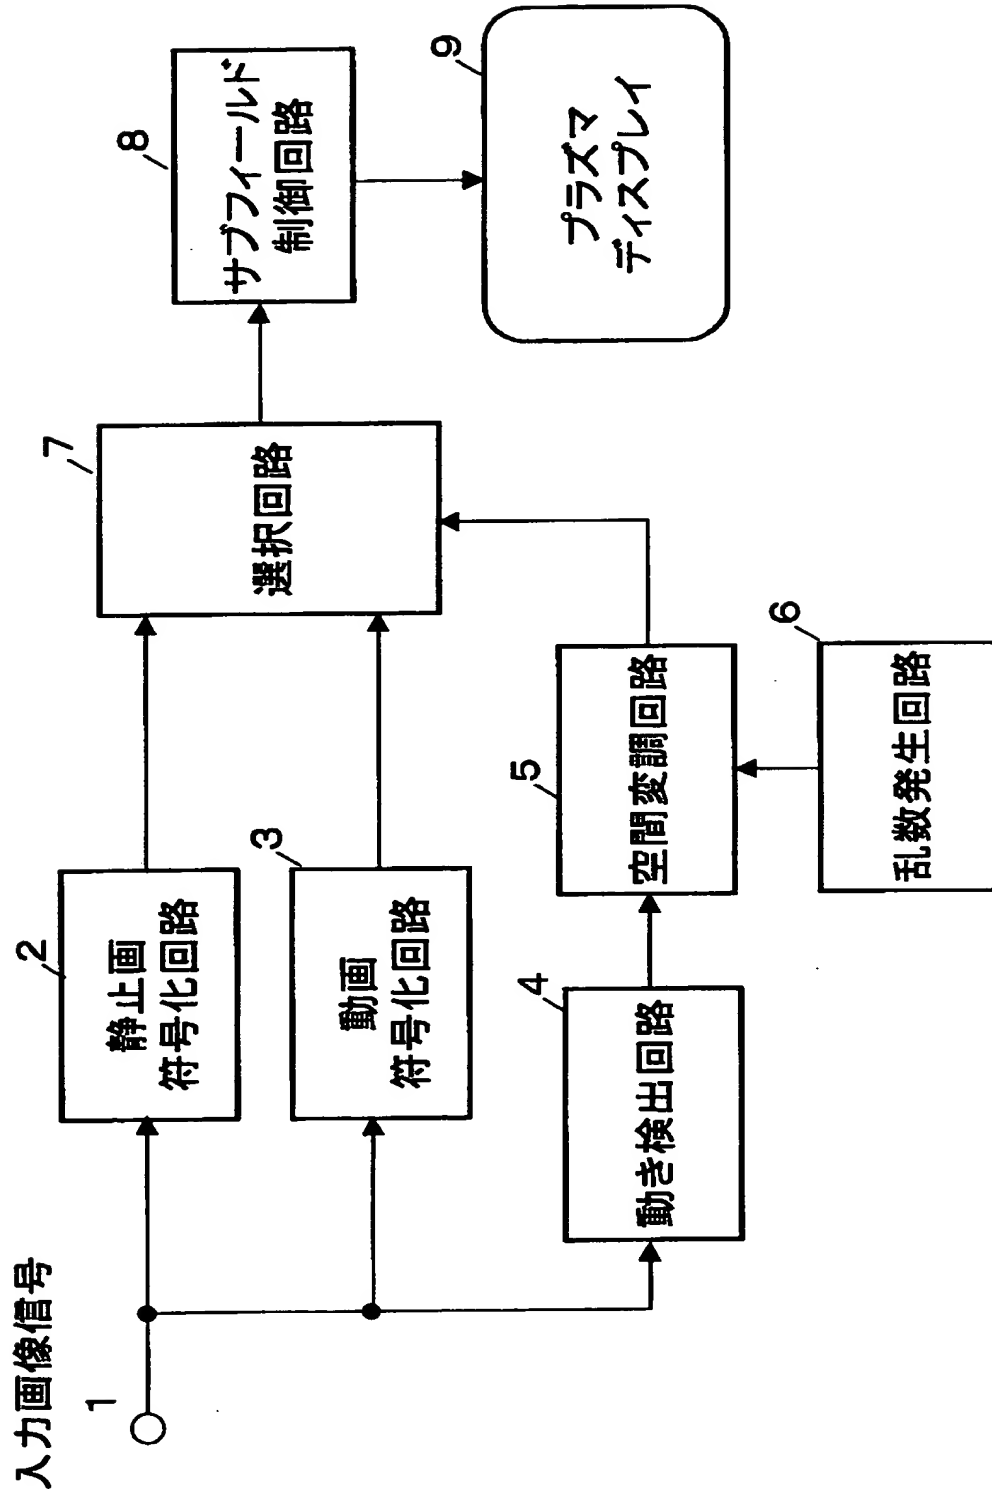 入力画像信号
1
2
静止画
符号化回路
3
動画
符号化回路
4
動き検出回路
5
空間変調回路
6
乱数発生回路
7
選択回路
8
サブフィールド
制御回路
9
プラズマ
ディスプレイ